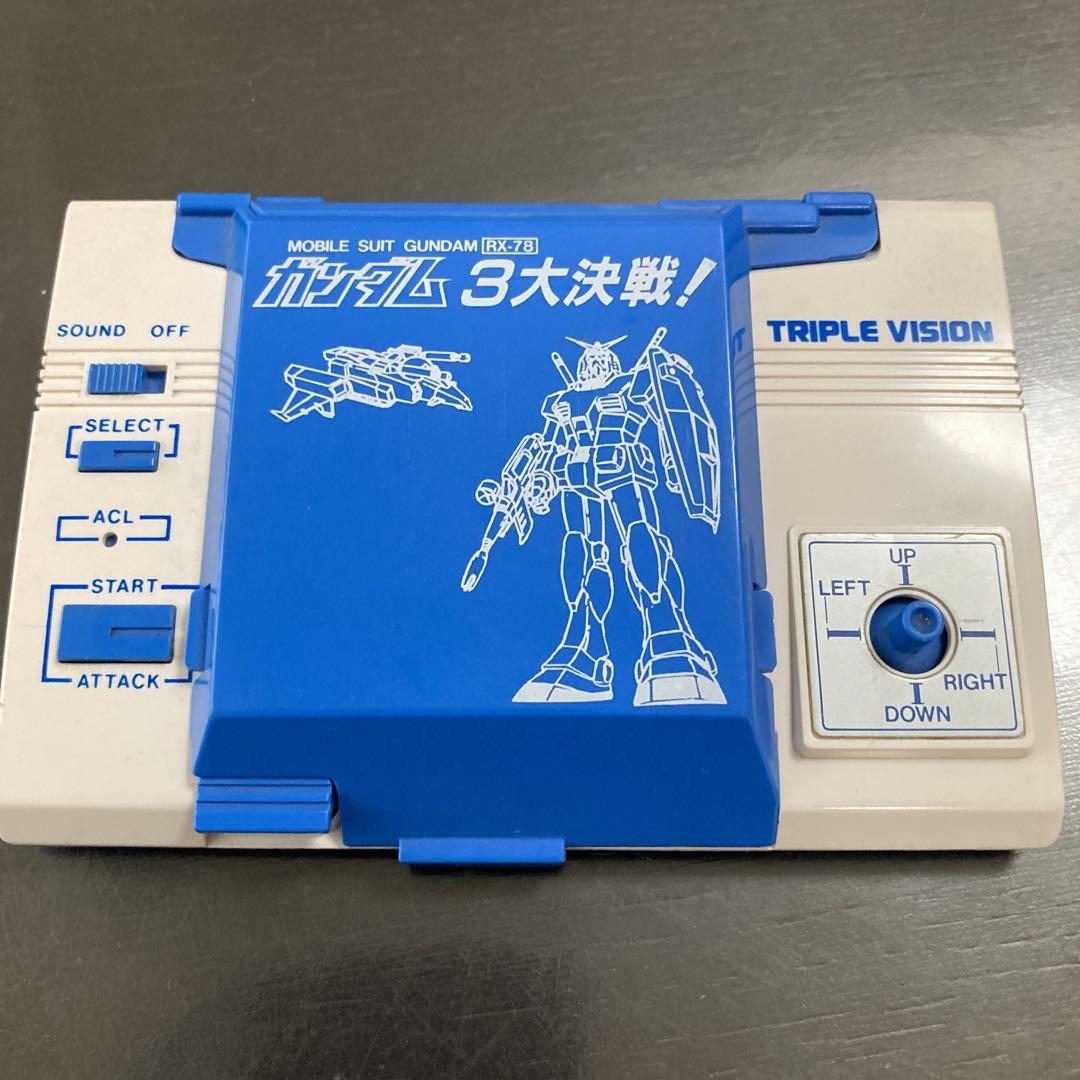 MOBILE SUIT GUNDAM RX-78
ガンダム 3大決戦!
TRIPLE VISION
SOUND OFF
SELECT
ACL
START
ATTACK
UP
LEFT
RIGHT
DOWN